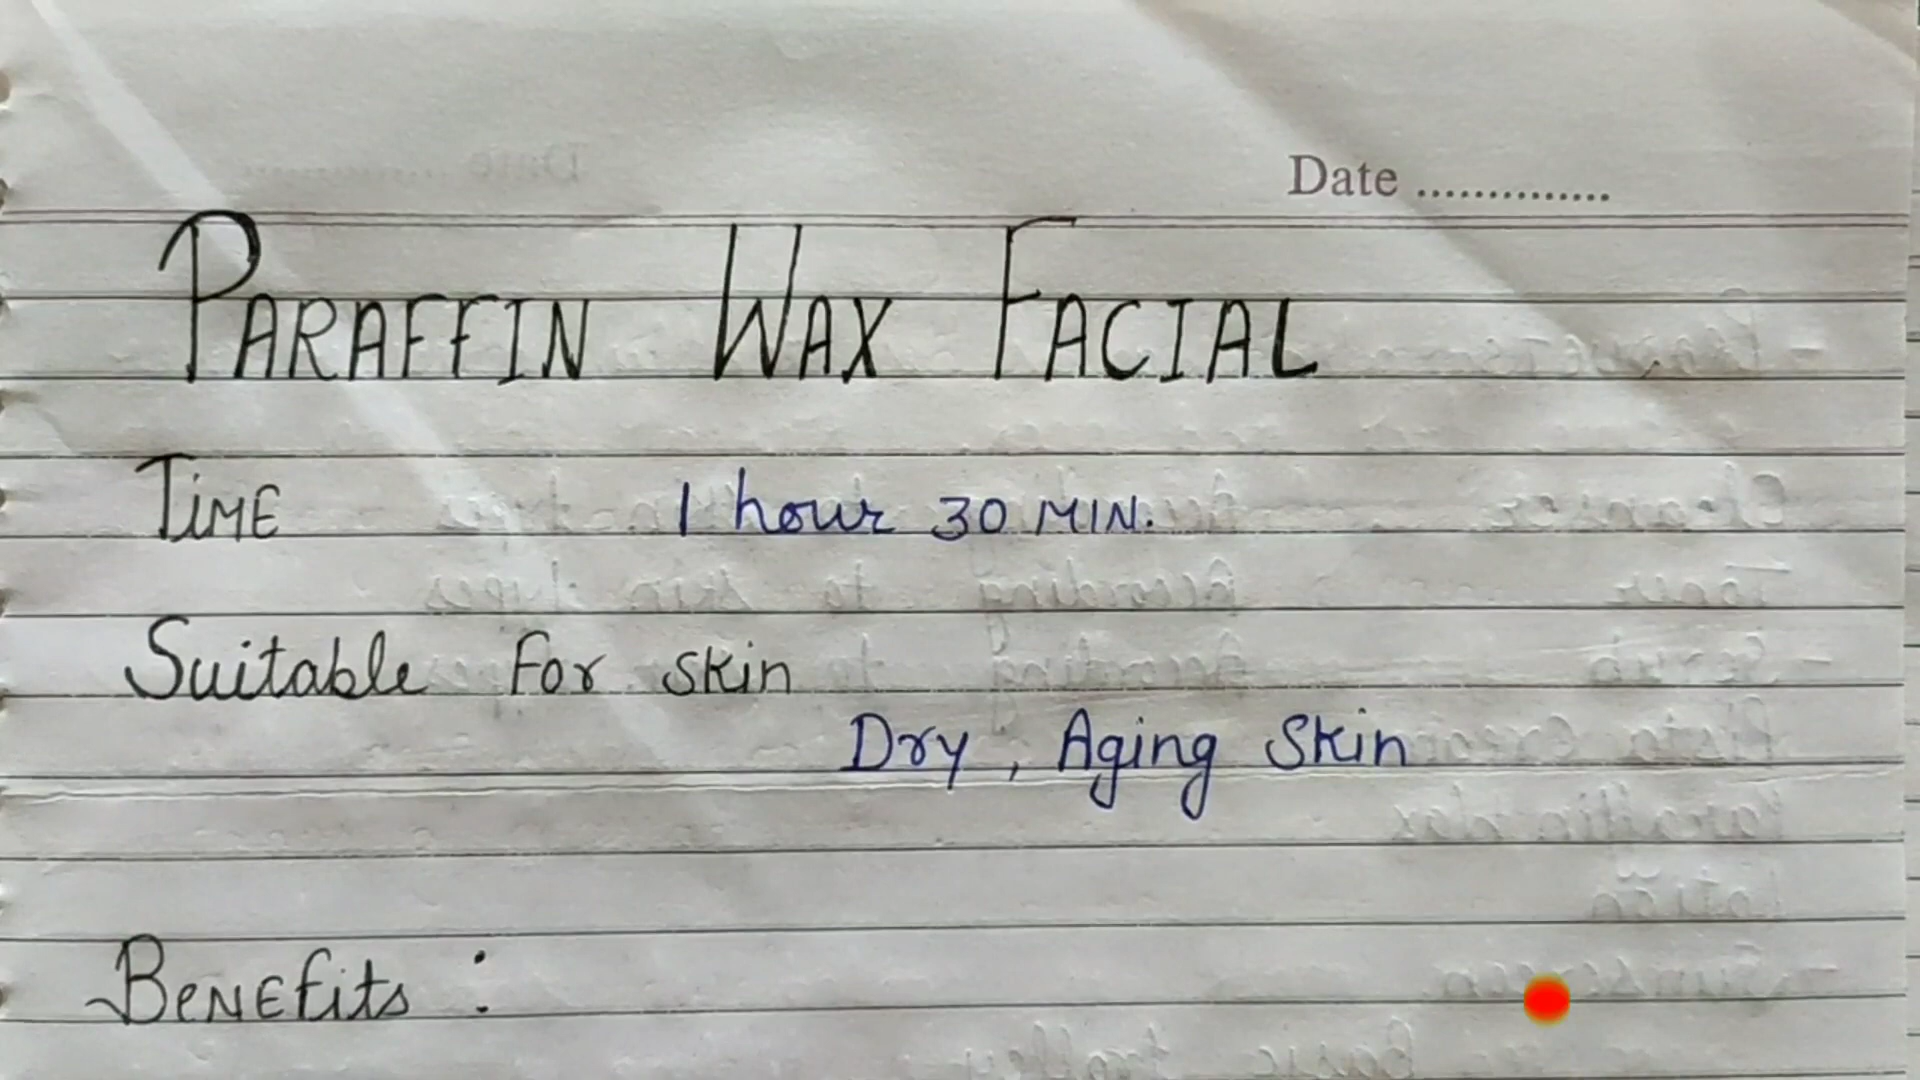 Date ..............
PARAFFIN WAX FACIAL
TiME 1 hour 30 MIN.
Suitable For skin
Dry, Aging Skin
BeNEfits :